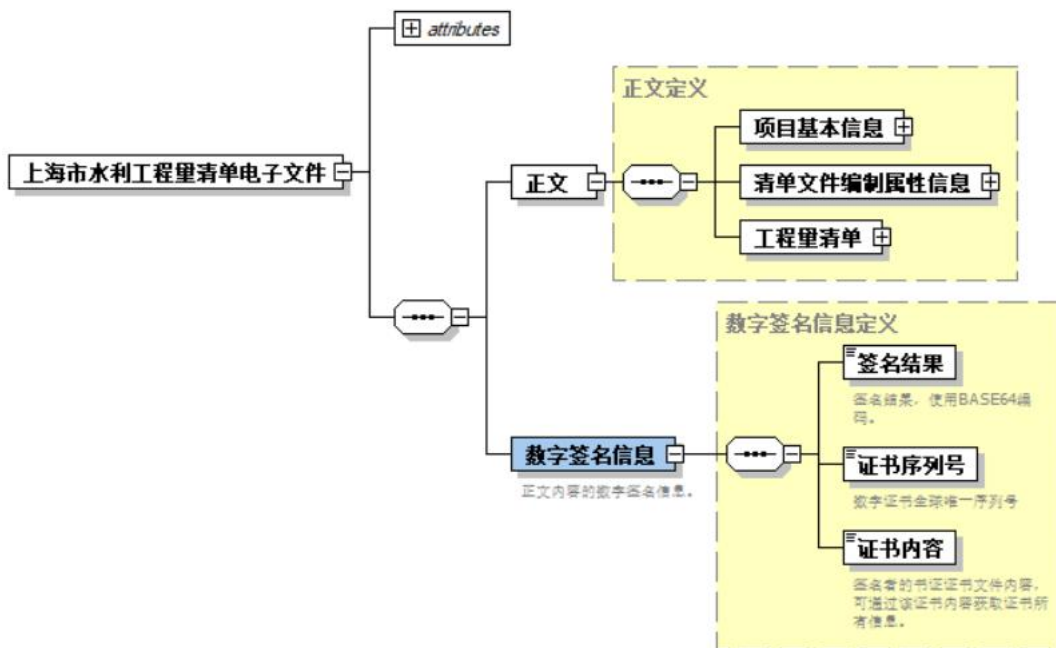 attributes
正文定义
项目基本信息
上海市水利工程量清单电子文件
正文
清单文件编制属性信息
工程量清单
数字签名信息定义
签名结果
签名结果，使用BASE64编
码。
数字签名信息
正文内容的数字签名信息。
证书序列号
数字证书全球唯一序列号
证书内容
签名者的书证证书文件内容，
可通过该证书内容获取证书所
有信息。